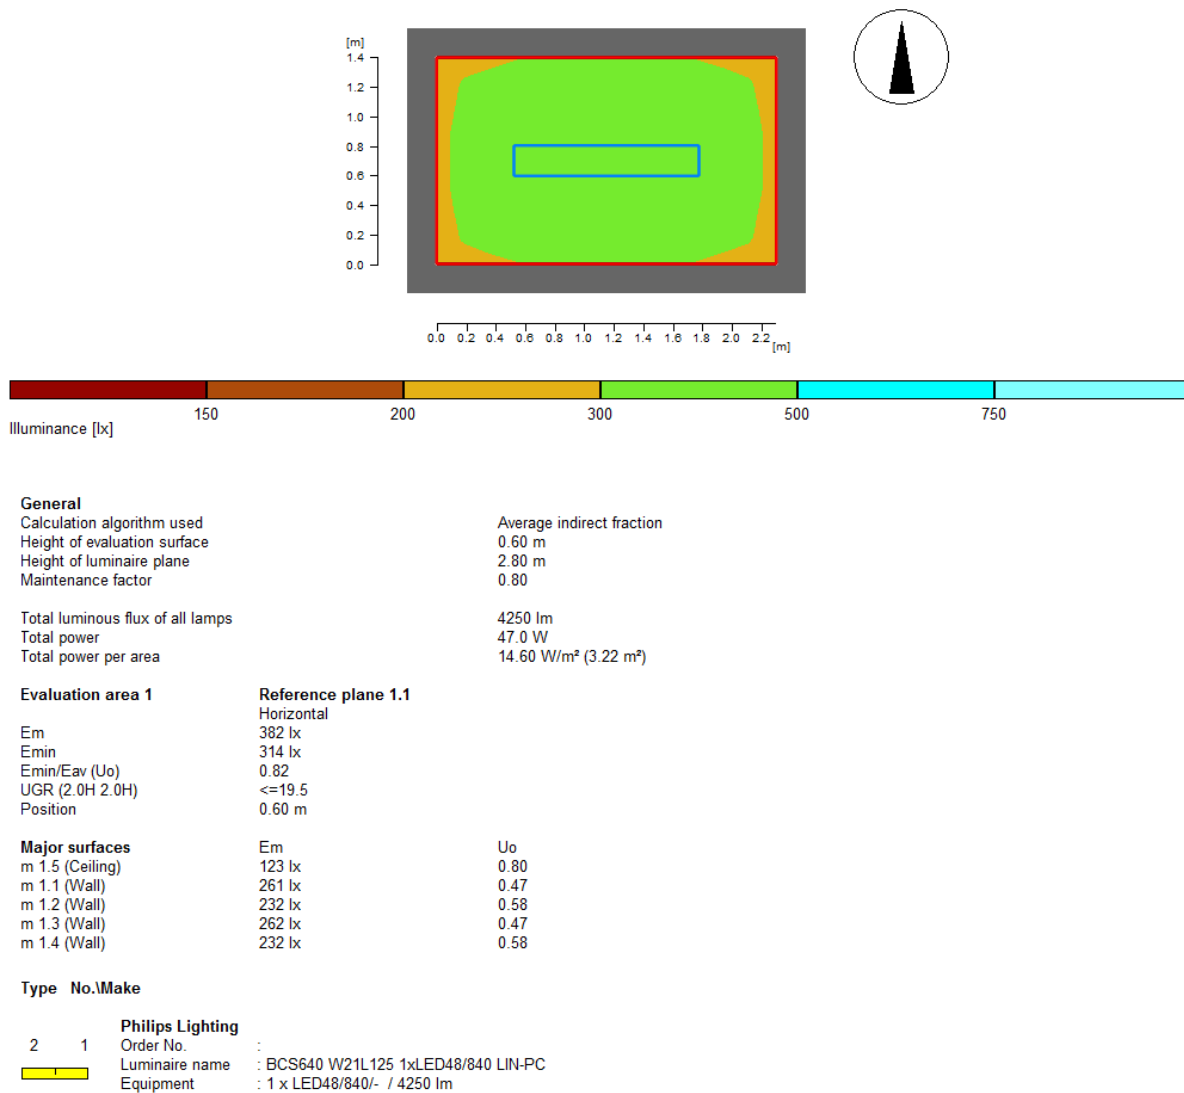 [m]
1.4
1.2
1.0
0.8
0.6
0.4
0.2
0.0
0.0 0.2 0.4 0.6 0.8 1.0 1.2 1.4 1.6 1.8 2.0 2.2
[m]
150 200 300 500 750
Illuminance [lx]
General
Calculation algorithm used Average indirect fraction
Height of evaluation surface 0.60 m
Height of luminaire plane 2.80 m
Maintenance factor 0.80
Total luminous flux of all lamps 4250 lm
Total power 47.0 W
Total power per area 14.60 W/m² (3.22 m²)
Evaluation area 1 Reference plane 1.1
Horizontal
Em 382 lx
Emin 314 lx
Emin/Eav (Uo) 0.82
UGR (2.0H 2.0H) <=19.5
Position 0.60 m
Major surfaces Em Uo
m 1.5 (Ceiling) 123 lx 0.80
m 1.1 (Wall) 261 lx 0.47
m 1.2 (Wall) 232 lx 0.58
m 1.3 (Wall) 262 lx 0.47
m 1.4 (Wall) 232 lx 0.58
Type No.\Make
Philips Lighting
2 1 Order No. :
Luminaire name : BCS640 W21L125 1xLED48/840 LIN-PC
Equipment : 1 x LED48/840/- / 4250 lm